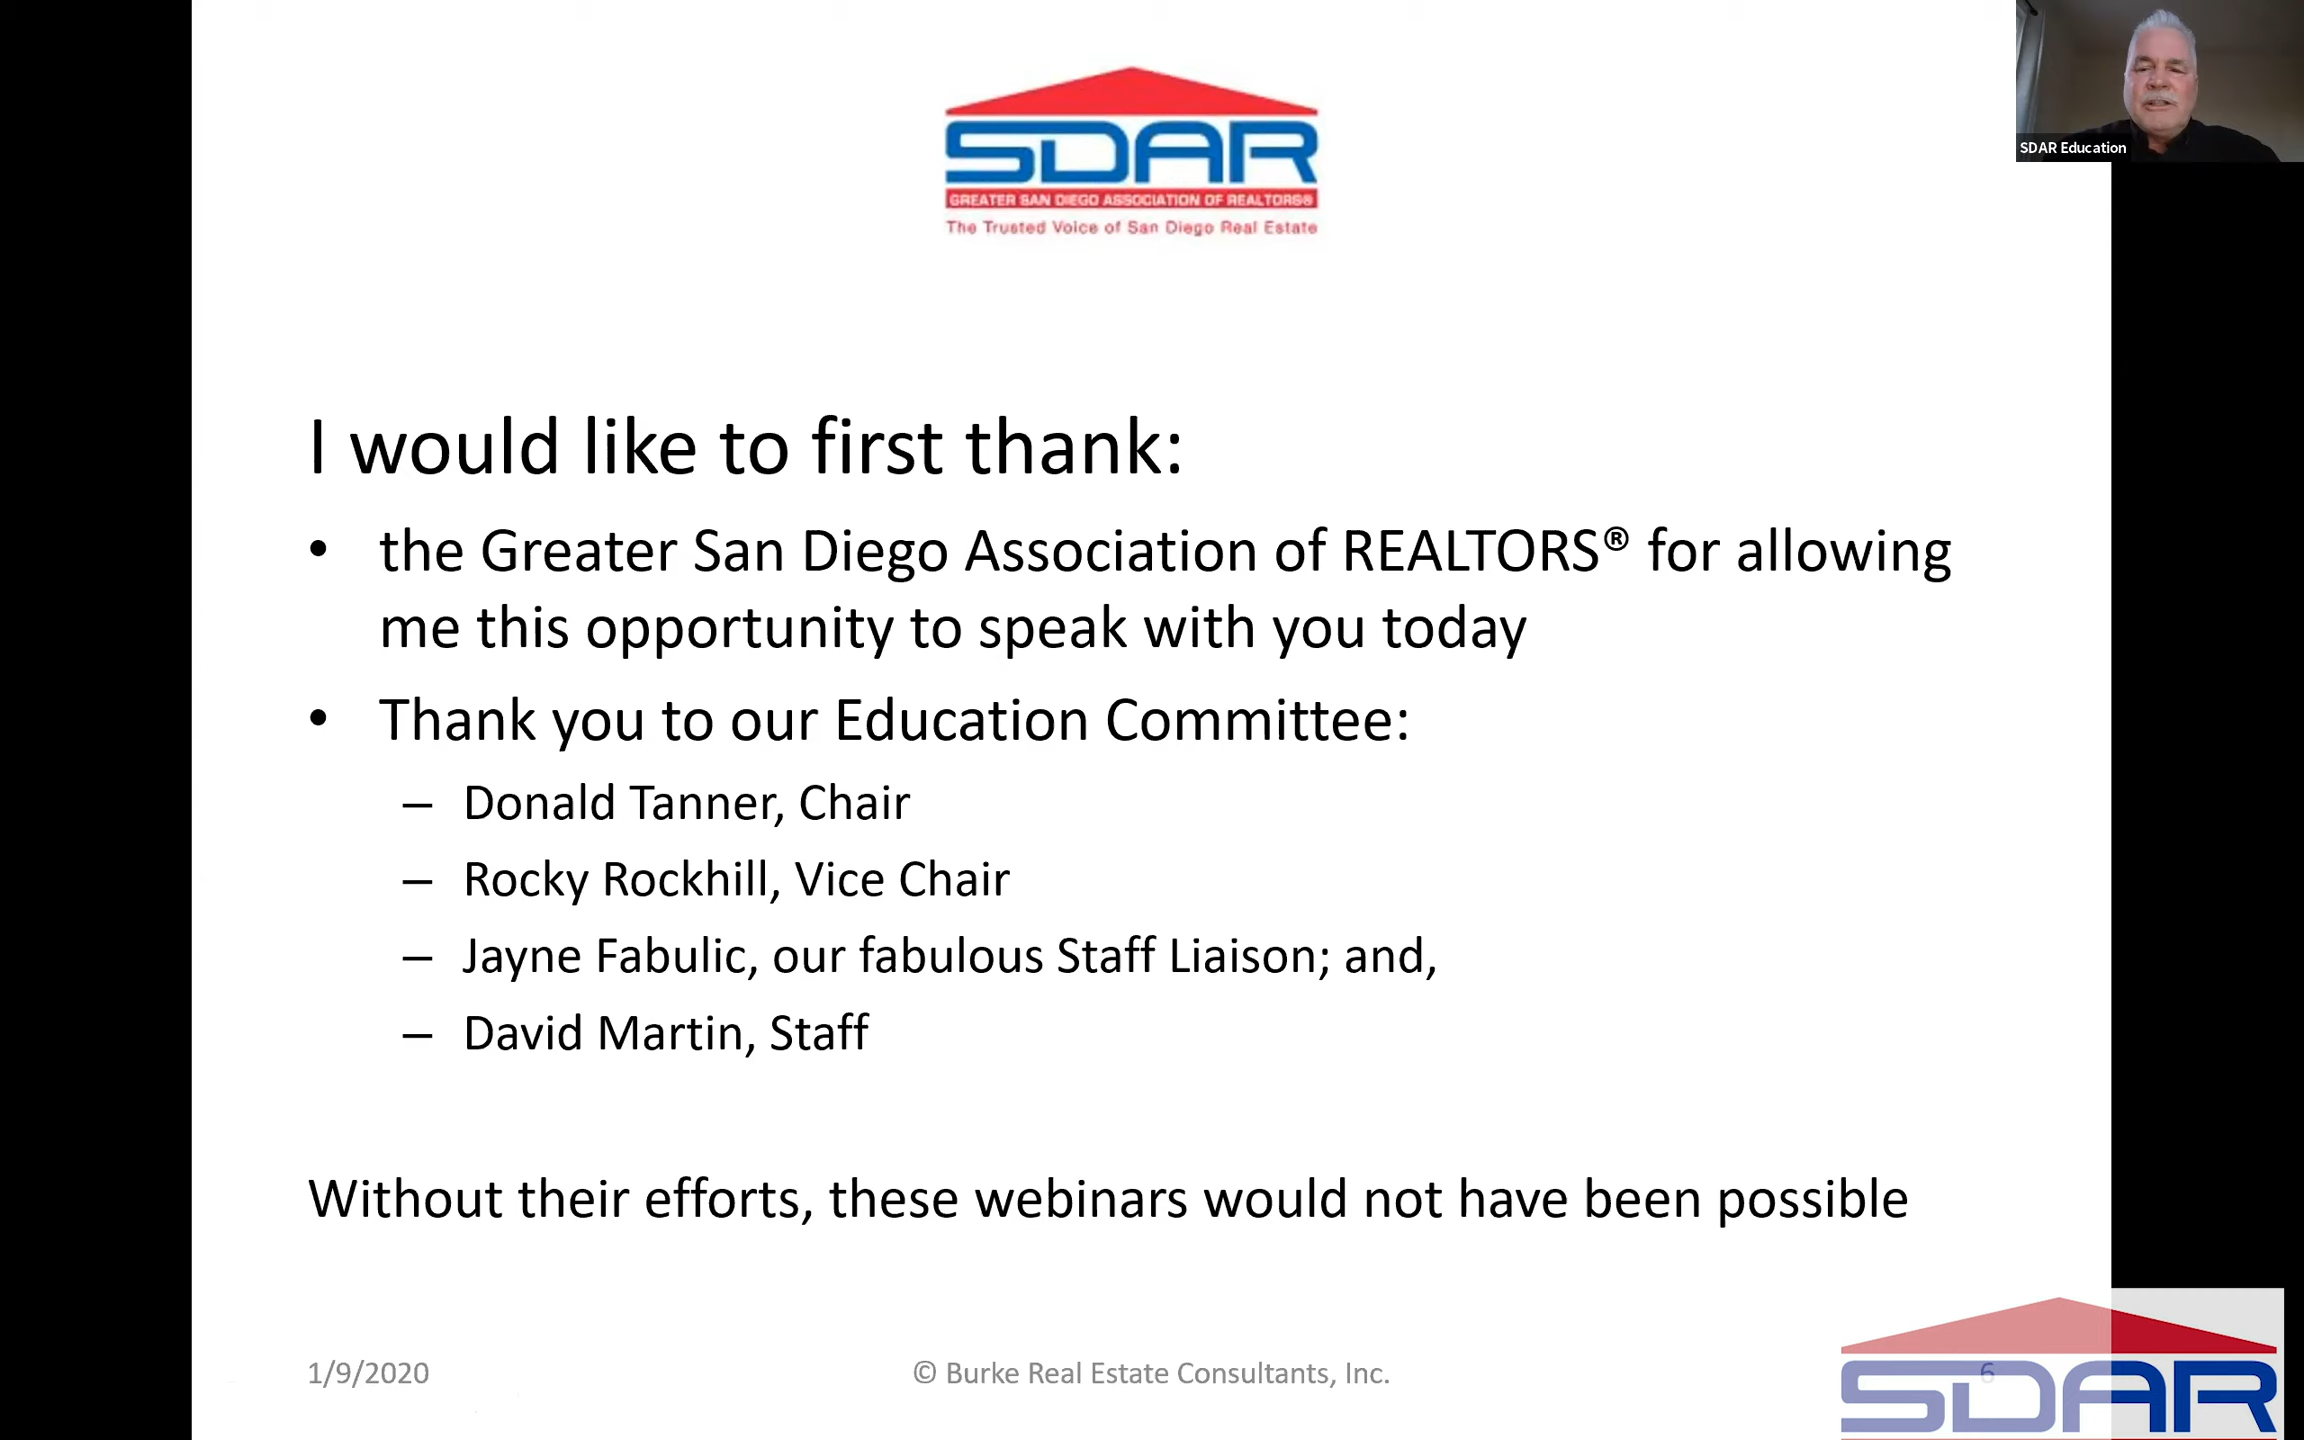 SDAR
GREATER SAN DIEGO ASSOCIATION OF REALTORS®
The Trusted Voice of San Diego Real Estate
SDAR Education
I would like to first thank:
• the Greater San Diego Association of REALTORS® for allowing
me this opportunity to speak with you today
• Thank you to our Education Committee:
– Donald Tanner, Chair
– Rocky Rockhill, Vice Chair
– Jayne Fabulic, our fabulous Staff Liaison; and,
– David Martin, Staff
Without their efforts, these webinars would not have been possible
1/9/2020
© Burke Real Estate Consultants, Inc.
6
SDAR